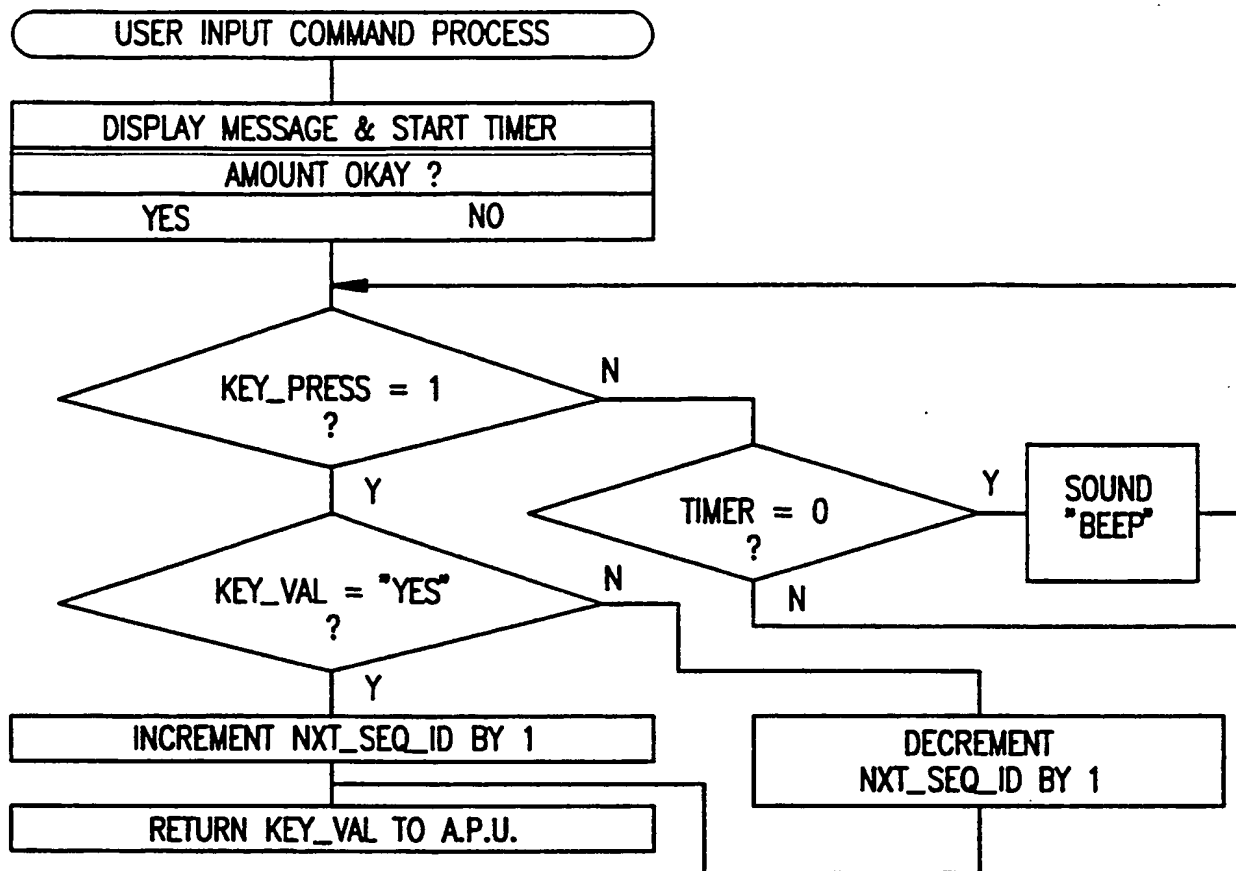 USER INPUT COMMAND PROCESS
DISPLAY MESSAGE & START TIMER
AMOUNT OKAY ?
YES NO
KEY_PRESS = 1
?
N
Y
TIMER = 0
?
Y
N
SOUND
"BEEP"
KEY_VAL = "YES"
?
N
Y
INCREMENT NXT_SEQ_ID BY 1
DECREMENT
NXT_SEQ_ID BY 1
RETURN KEY_VAL TO A.P.U.